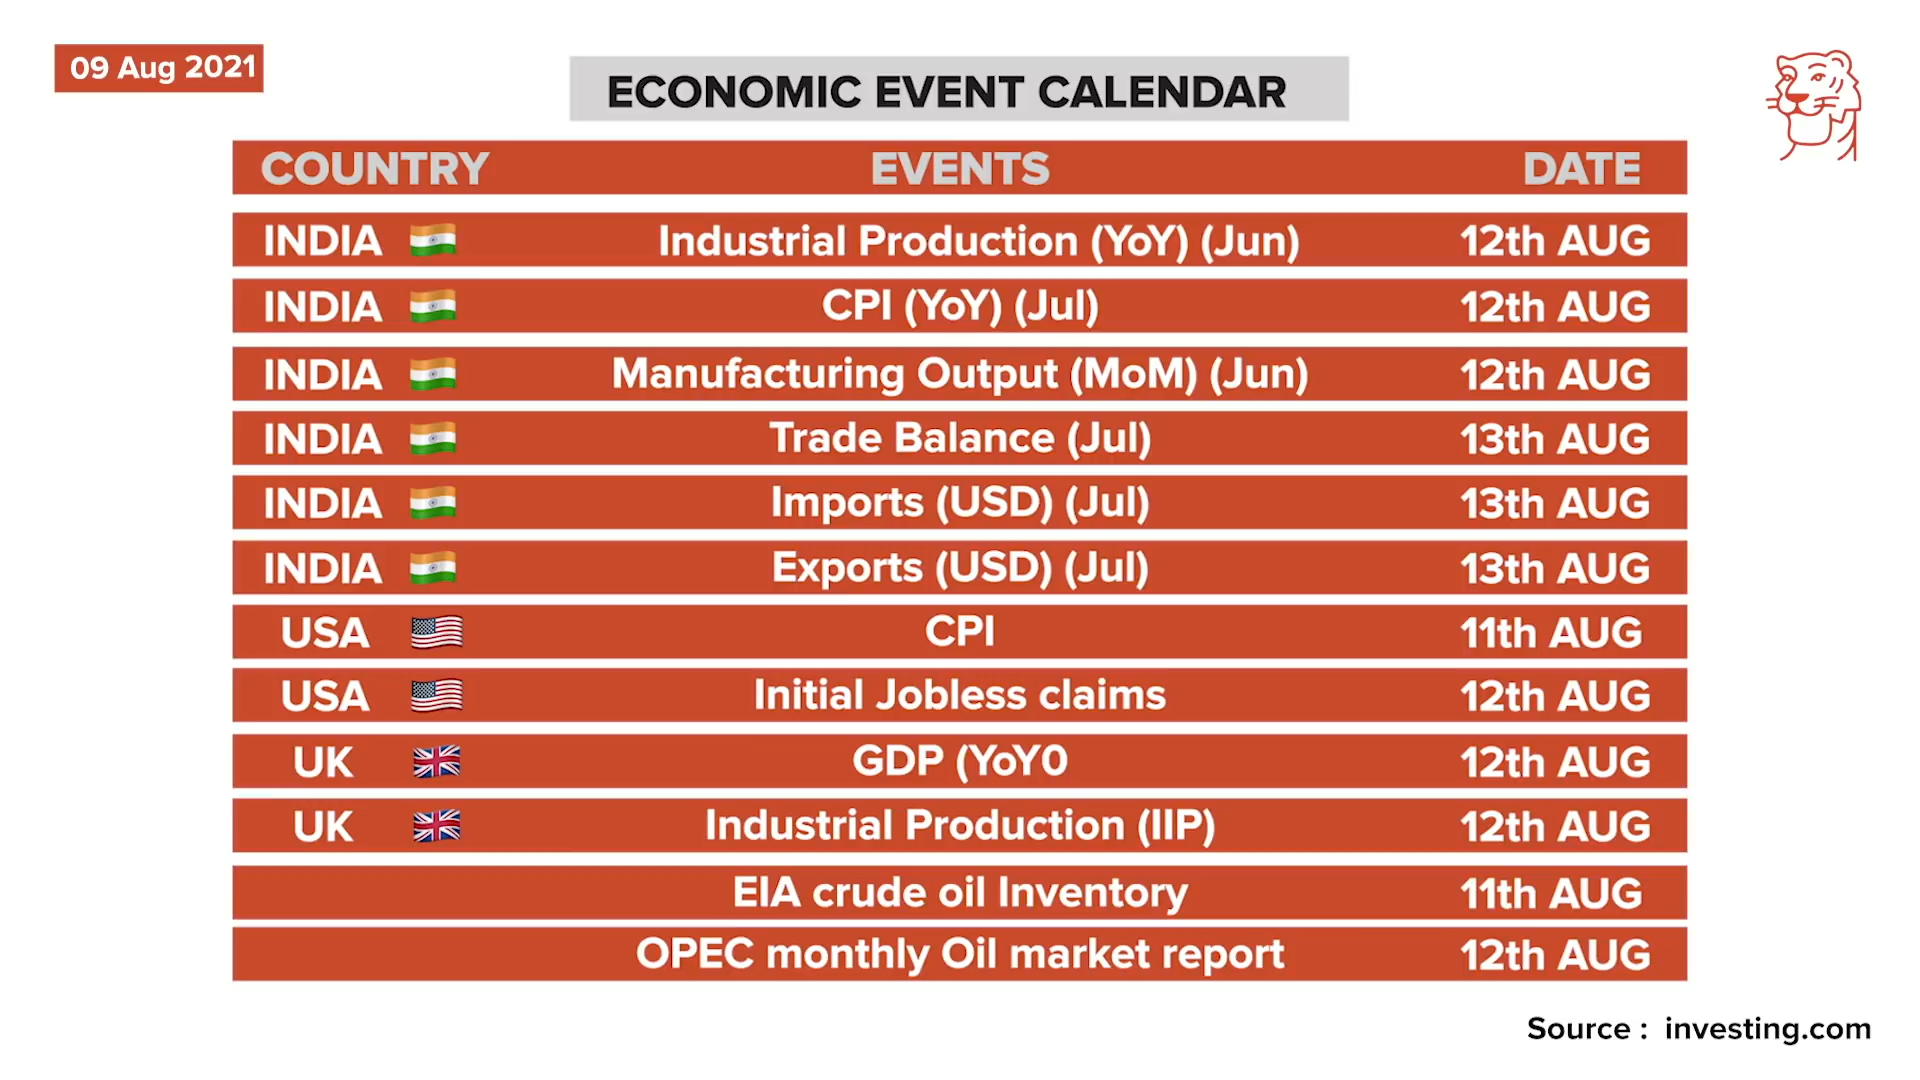 09 Aug 2021
ECONOMIC EVENT CALENDAR
COUNTRY EVENTS DATE
INDIA Industrial Production (YoY) (Jun) 12th AUG
INDIA CPI (YoY) (Jul) 12th AUG
INDIA Manufacturing Output (MoM) (Jun) 12th AUG
INDIA Trade Balance (Jul) 13th AUG
INDIA Imports (USD) (Jul) 13th AUG
INDIA Exports (USD) (Jul) 13th AUG
USA CPI 11th AUG
USA Initial Jobless claims 12th AUG
UK GDP (YoY0 12th AUG
UK Industrial Production (IIP) 12th AUG
EIA crude oil Inventory 11th AUG
OPEC monthly Oil market report 12th AUG
Source : investing.com